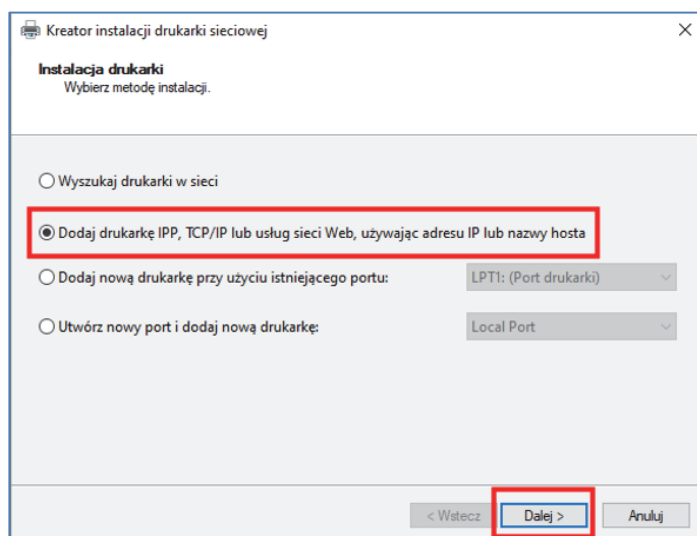 Kreator instalacji drukarki sieciowej
Instalacja drukarki
Wybierz metodę instalacji.
Wyszukaj drukarki w sieci
Dodaj drukarkę IPP, TCP/IP lub usług sieci Web, używając adresu IP lub nazwy hosta
Dodaj nową drukarkę przy użyciu istniejącego portu: LPT1: (Port drukarki)
Utwórz nowy port i dodaj nową drukarkę: Local Port
< Wstecz Dalej > Anuluj